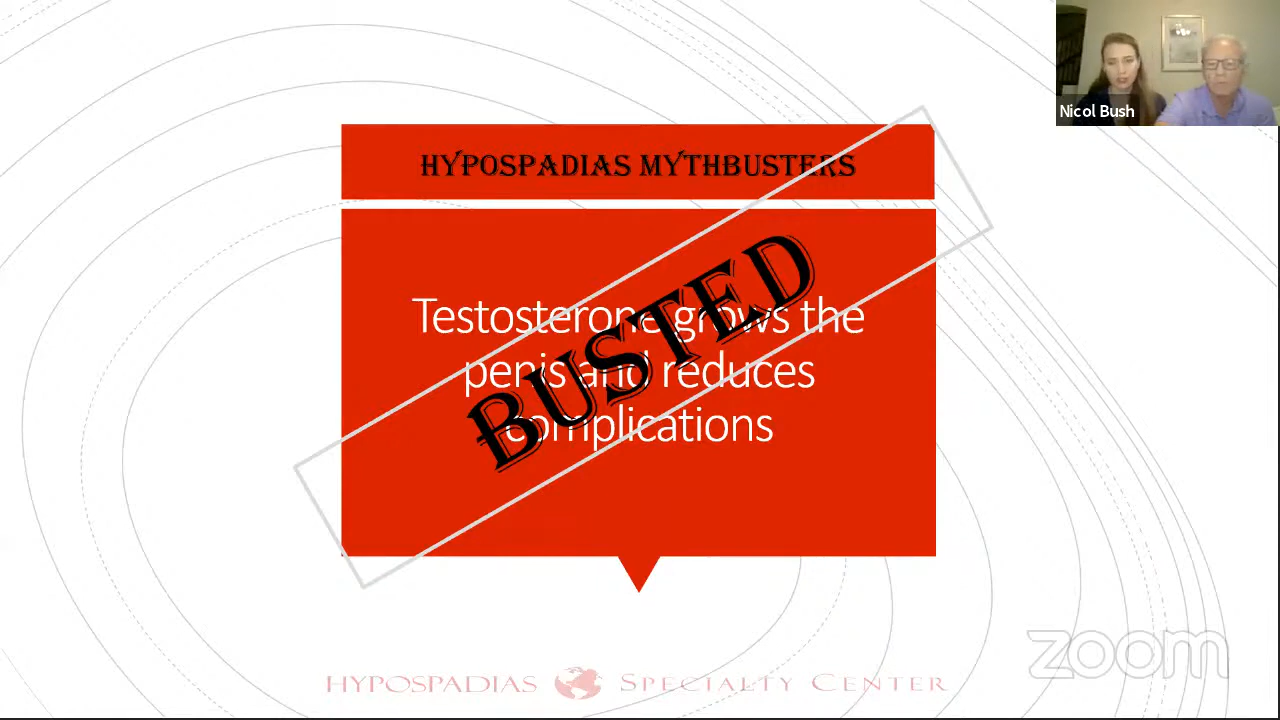 Nicol Bush
HYPOSPADIAS MYTHBUSTERS
Testosterone grows the
penis and reduces
complications
BUSTED
zoom
HYPOSPADIAS SPECIALTY CENTER